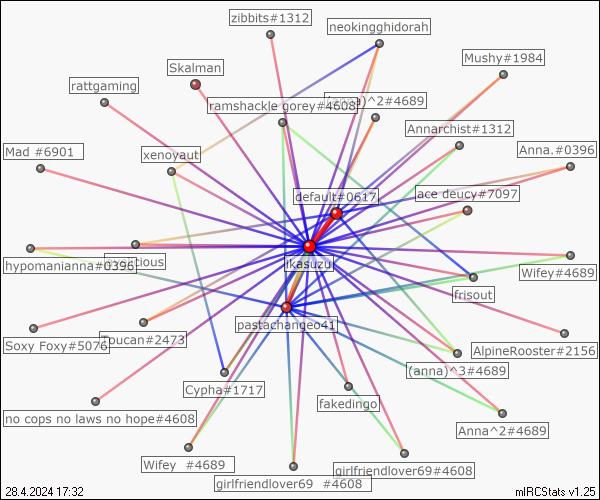 zibbits#1312
neokingghidorah
Mushy#1984
Skalman
rattgaming
ramshackle gorey#4608
(anna)^2#4689
Annarchist#1312
Anna.#0396
Mad #6901
xenoyaut
default#0617
ace deucy#7097
hypomanianna#0396
ikasuzu
Wifey#4689
lrisout
pastachangeo41
Soxy Foxy#5076
Toucan#2473
AlpineRooster#2156
(anna)^3#4689
Cypha#1717
fakedingo
no cops no laws no hope#4608
Anna^2#4689
Wifey #4689
girlfriendlover69 #4608
girlfriendlover69#4608
28.4.2024 17:32
mIRCStats v1.25